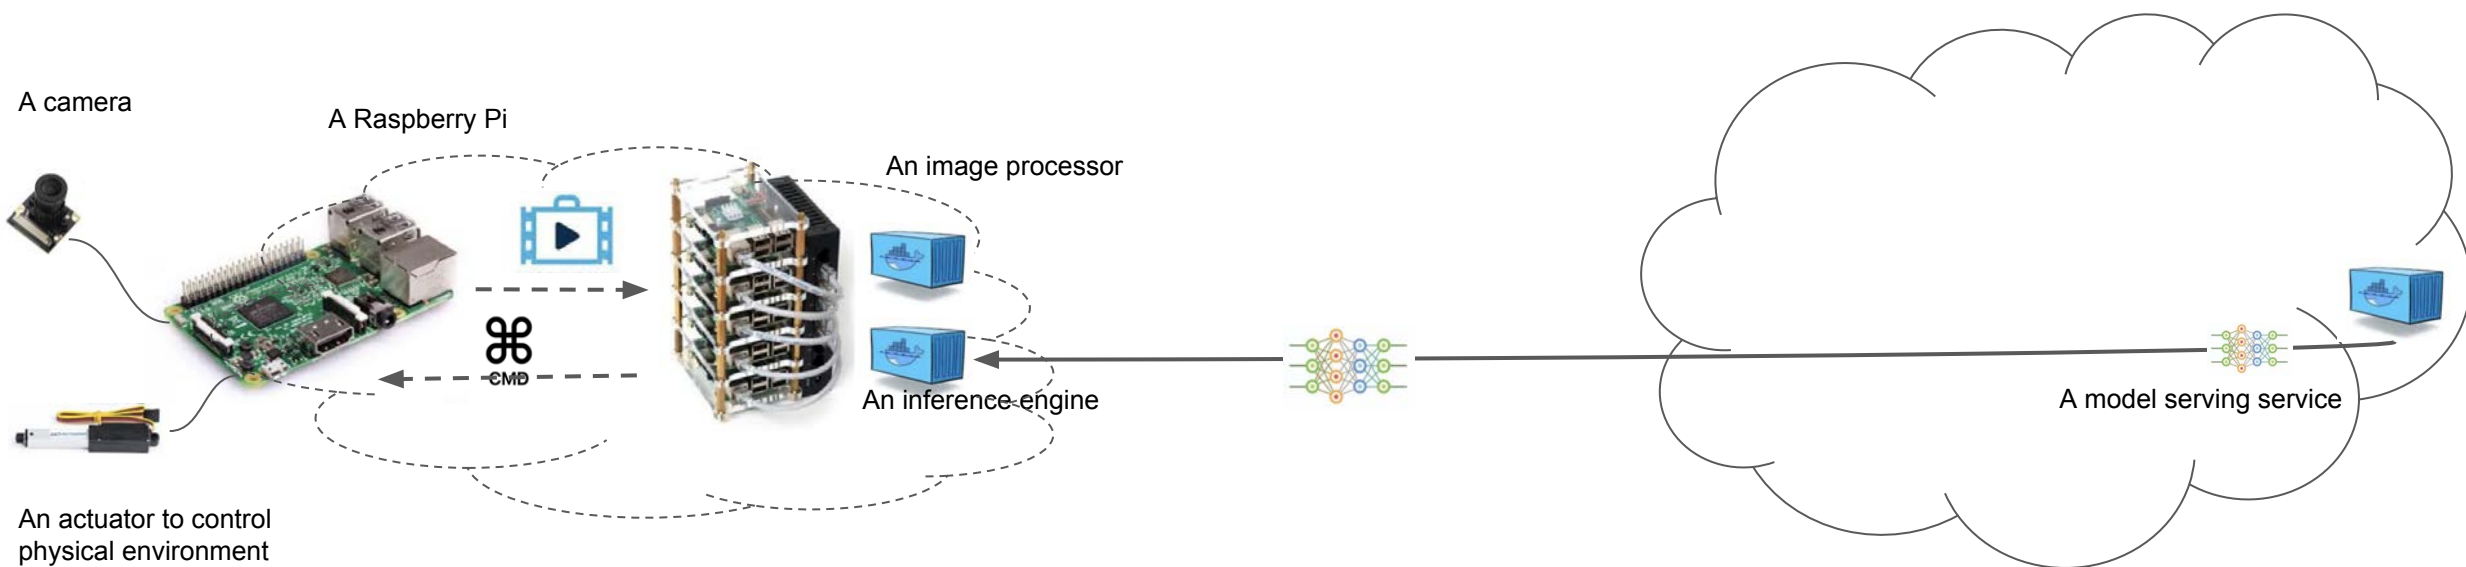 A camera
A Raspberry Pi
An image processor
CMD
An inference engine
A model serving service
An actuator to control
physical environment